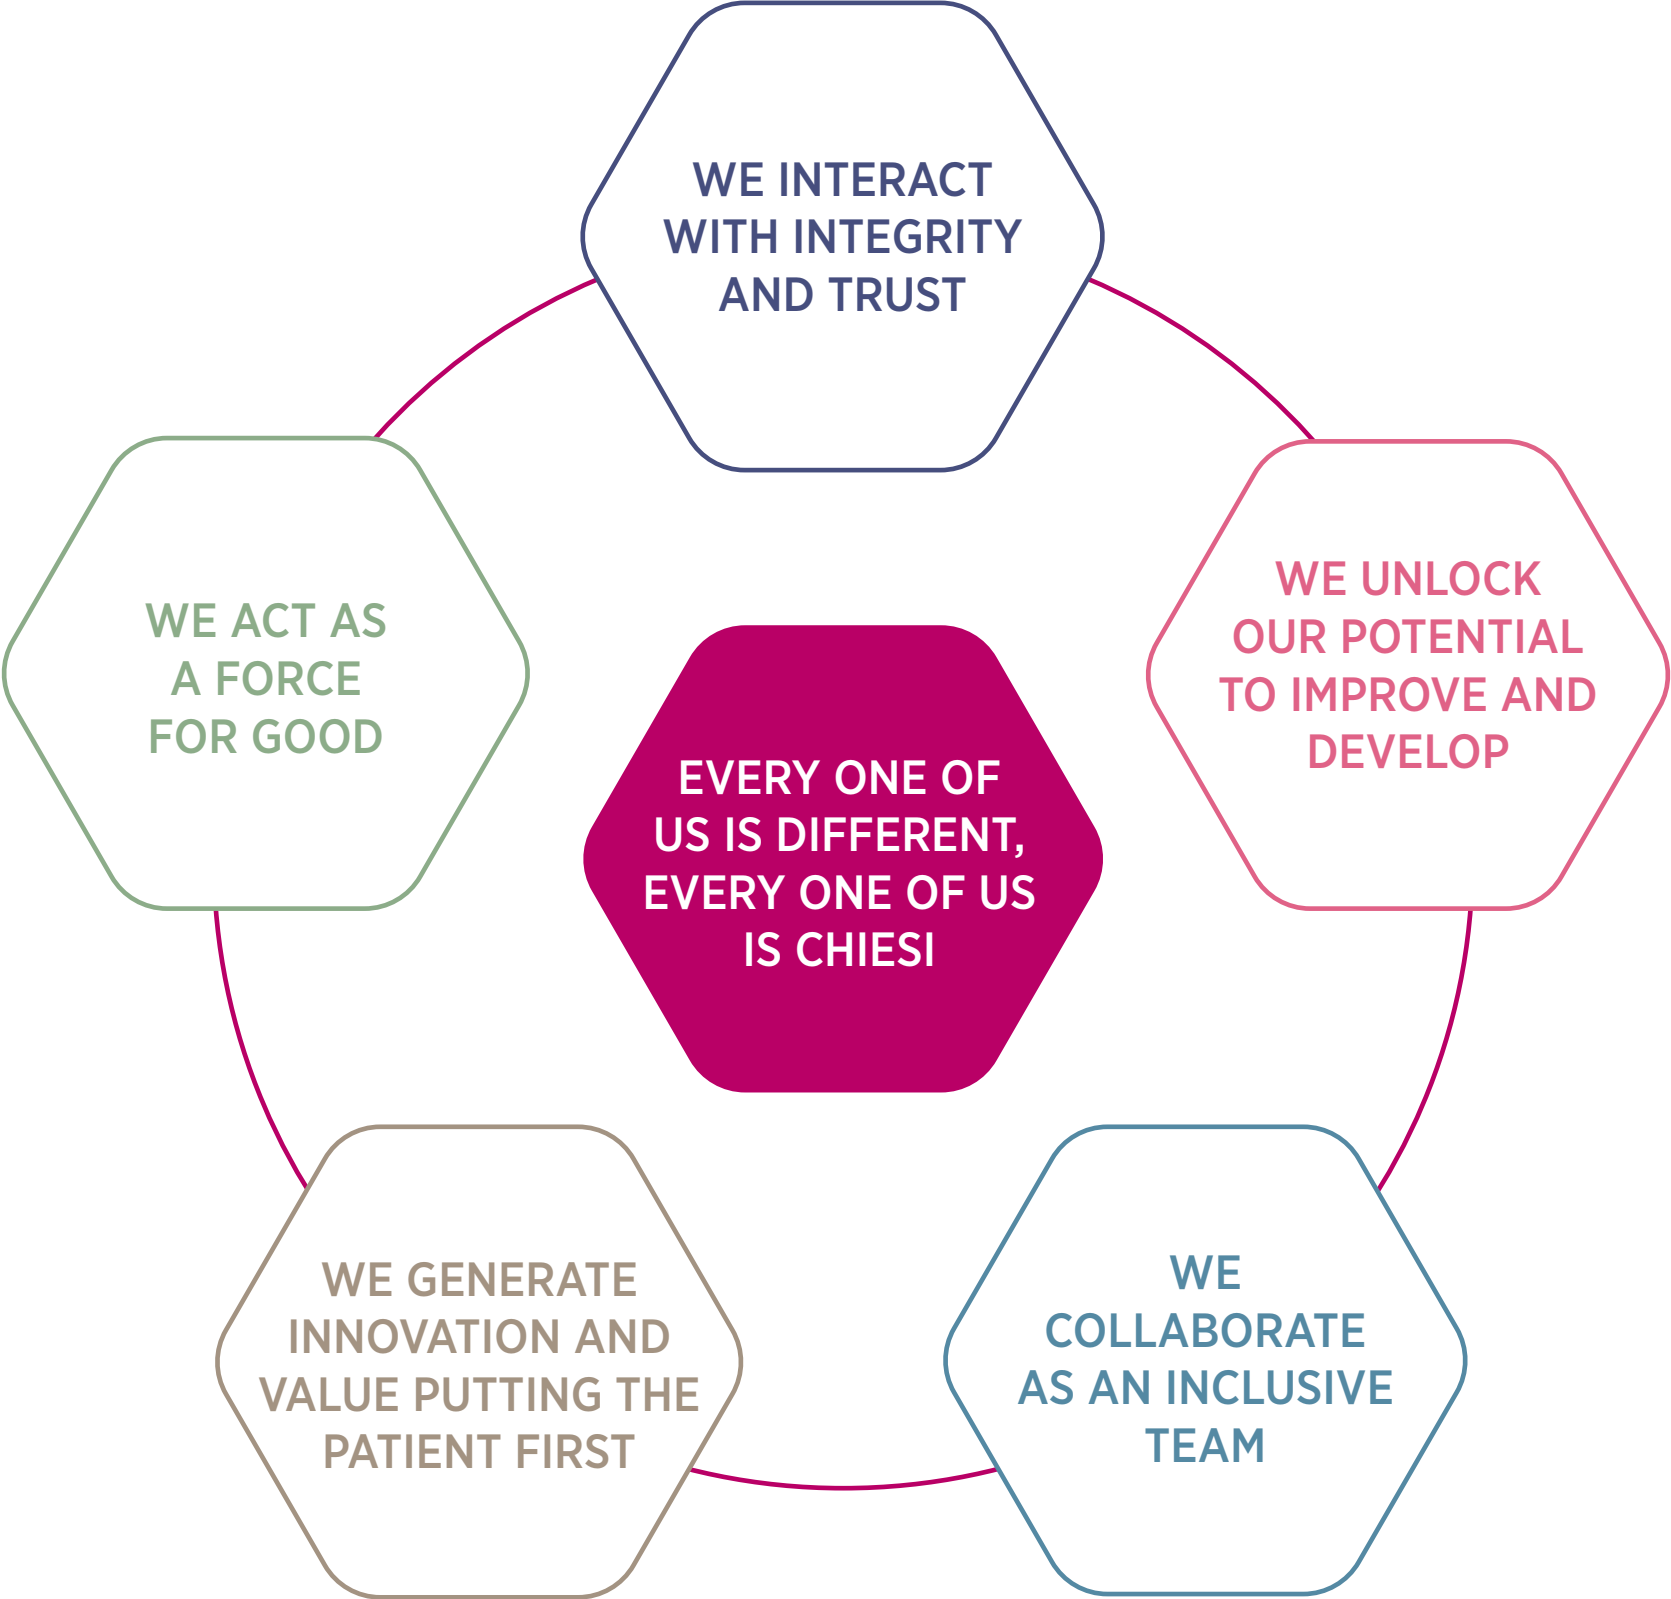 WE INTERACT
WITH INTEGRITY
AND TRUST
WE UNLOCK
OUR POTENTIAL
TO IMPROVE AND
DEVELOP
WE ACT AS
A FORCE
FOR GOOD
EVERY ONE OF
US IS DIFFERENT,
EVERY ONE OF US
IS CHIESI
WE
COLLABORATE
AS AN INCLUSIVE
TEAM
WE GENERATE
INNOVATION AND
VALUE PUTTING THE
PATIENT FIRST